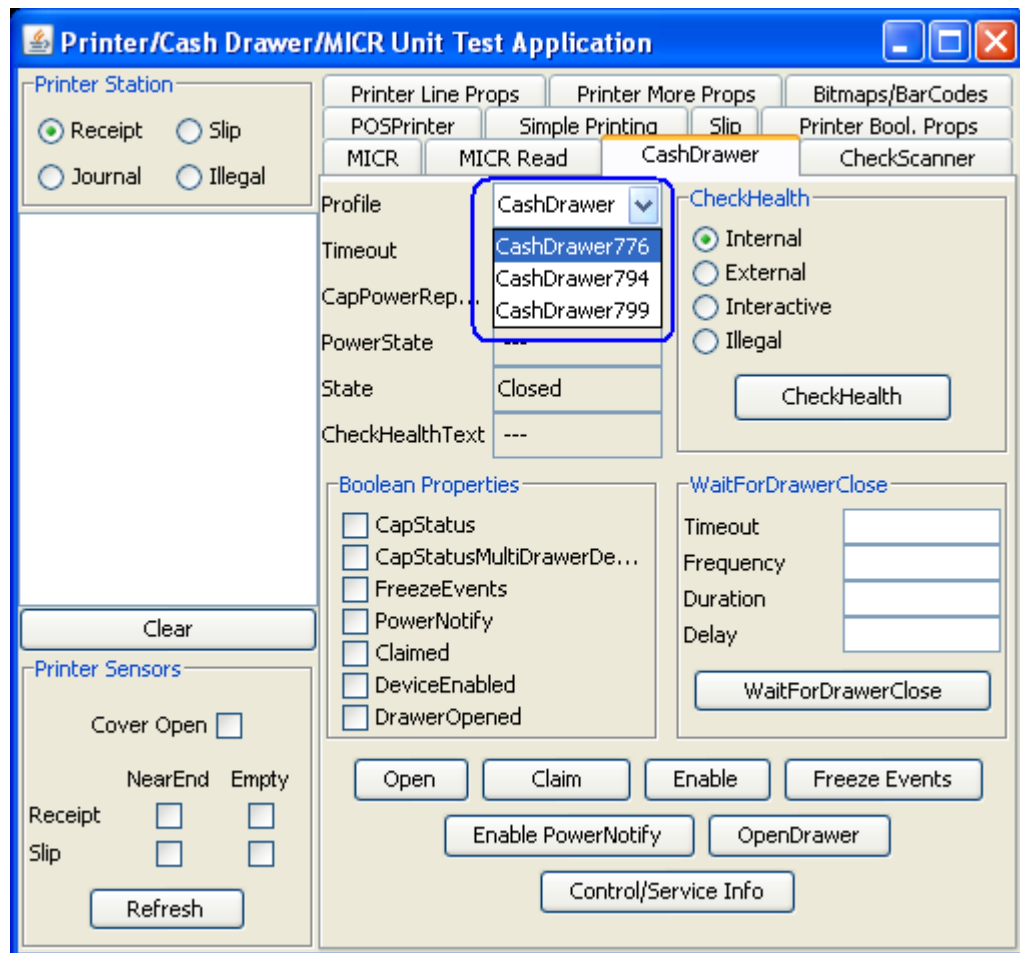 Printer/Cash Drawer/MICR Unit Test Application
Printer Station
Receipt Slip
Journal Illegal
Printer Line Props Printer More Props Bitmaps/BarCodes
POSPrinter Simple Printing Slip Printer Bool. Props
MICR MICR Read CashDrawer CheckScanner
Profile CashDrawer
CashDrawer776
CashDrawer794
CashDrawer799
Timeout
CapPowerRep...
PowerState ---
State Closed
CheckHealthText ---
CheckHealth
Internal
External
Interactive
Illegal
CheckHealth
Boolean Properties
CapStatus
CapStatusMultiDrawerDe...
FreezeEvents
PowerNotify
Claimed
DeviceEnabled
DrawerOpened
WaitForDrawerClose
Timeout
Frequency
Duration
Delay
WaitForDrawerClose
Clear
Printer Sensors
Cover Open
NearEnd Empty
Receipt
Slip
Refresh
Open Claim Enable Freeze Events
Enable PowerNotify OpenDrawer
Control/Service Info